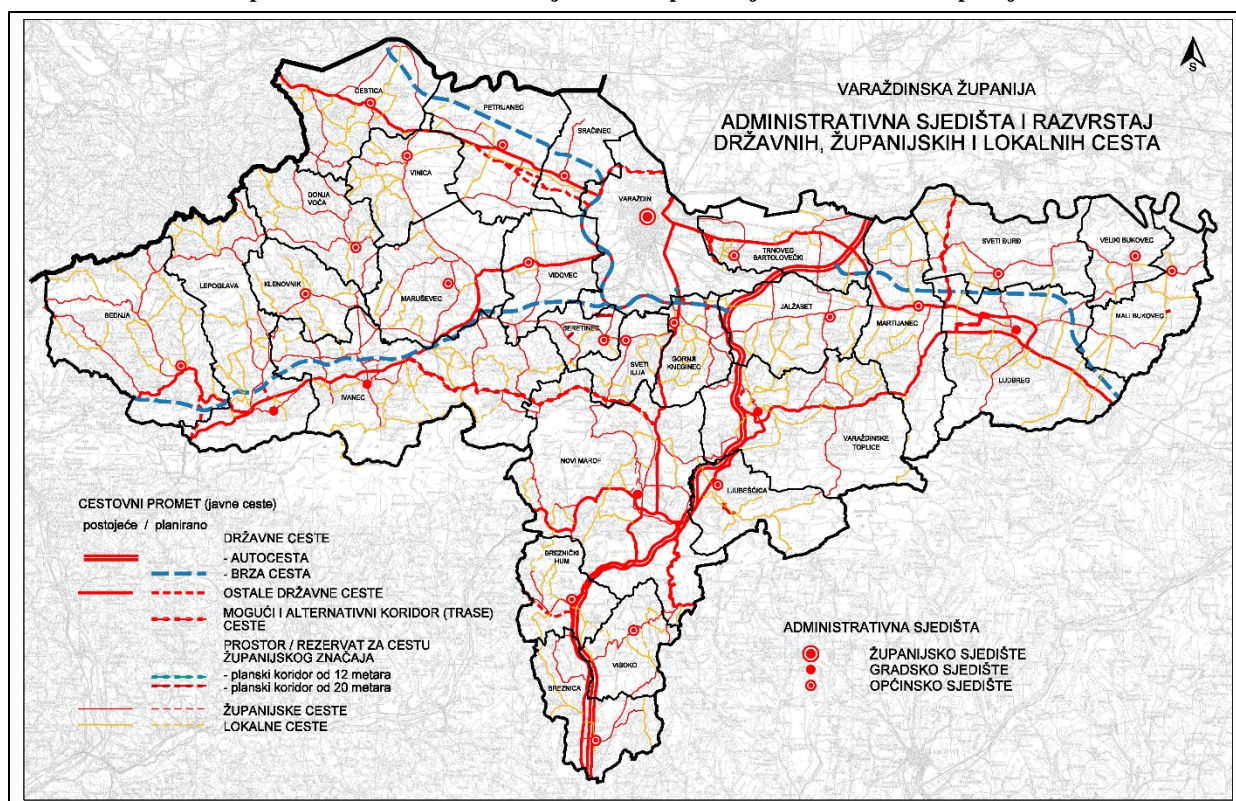 S
VARAŽDINSKA ŽUPANIJA
ADMINISTRATIVNA SJEDIŠTA I RAZVRSTAJ
DRŽAVNIH, ŽUPANIJSKIH I LOKALNIH CESTA
CESTICA
PETRIJANEC
SRAČINEC
VINICA
DONJA
VOĆA
VARAŽDIN
TRNOVEC
BARTOLOVEČKI
SVETI ĐURĐ
VELIKI BUKOVEC
VIDOVEC
LEPOGLAVA
KLENOVNIK
MARUŠEVEC
BEDNJA
JALŽABET
MARTIJANEC
MALI BUKOVEC
BERETINEC
SVETI
ILIJA
GORNJI
KNEGINEC
IVANEC
LUDBREG
VARAŽDINSKE
TOPLICE
NOVI MAROF
LJUBEŠĆICA
BREZNIČKI
HUM
VISOKO
BREZNICA
CESTOVNI PROMET (javne ceste)
postojeće / planirano
DRŽAVNE CESTE
- AUTOCESTA
- BRZA CESTA
OSTALE DRŽAVNE CESTE
MOGUĆI I ALTERNATIVNI KORIDOR (TRASE)
CESTE
PROSTOR / REZERVAT ZA CESTU
ŽUPANIJSKOG ZNAČAJA
- planski koridor od 12 metara
- planski koridor od 20 metara
ŽUPANIJSKE CESTE
LOKALNE CESTE
ADMINISTRATIVNA SJEDIŠTA
ŽUPANIJSKO SJEDIŠTE
GRADSKO SJEDIŠTE
OPĆINSKO SJEDIŠTE